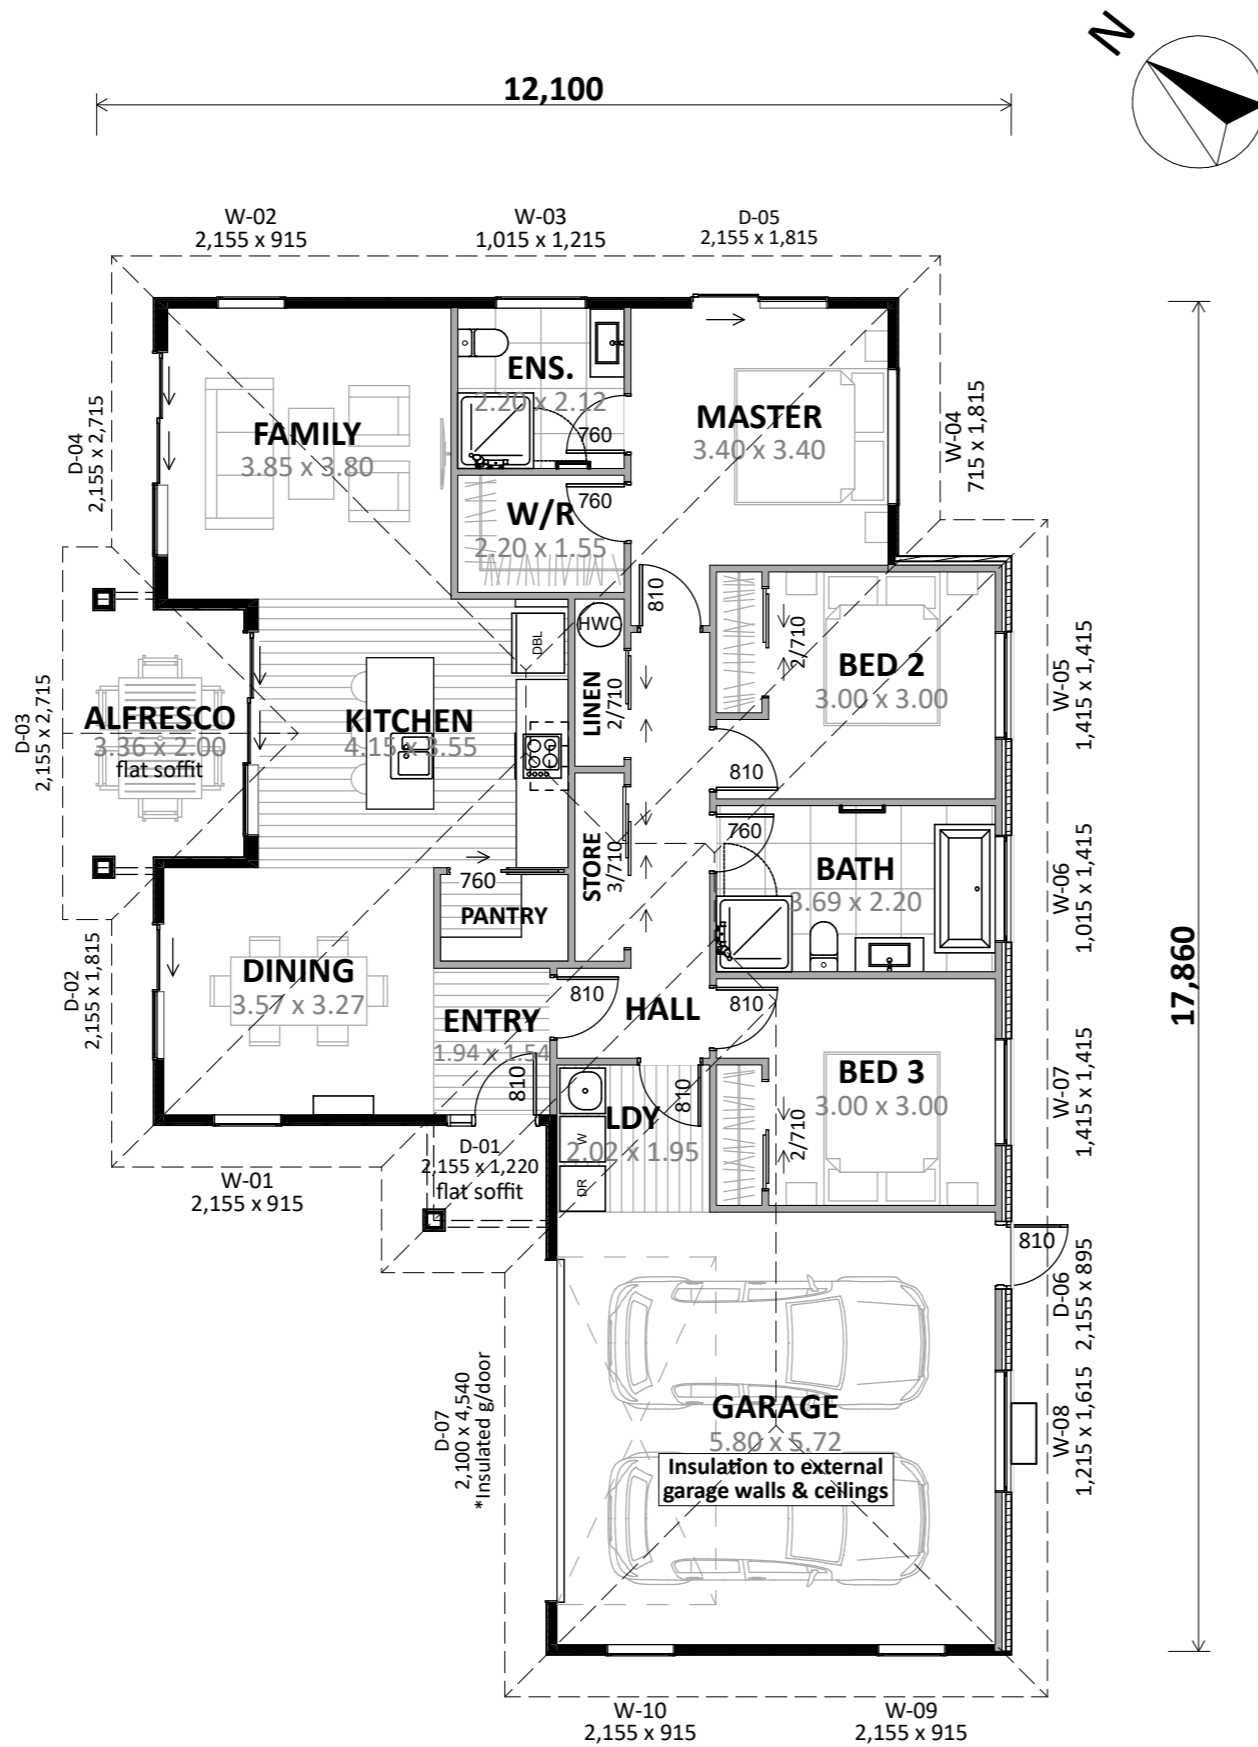 N
12,100
W-02
2,155 x 915
W-03
1,015 x 1,215
D-05
2,155 x 1,815
D-04
2,155 x 2,715
FAMILY
3.85 x 3.80
ENS.
2.20 x 2.12
760
MASTER
3.40 x 3.40
W-04
715 x 1,815
W/R
2.20 x 1.55
760
810
HWC
DBL
LINEN
2/710
2/710
BED 2
3.00 x 3.00
W-05
1,415 x 1,415
D-03
2,155 x 2,715
ALFRESCO
3.36 x 2.00
flat soffit
KITCHEN
4.15 x 3.55
810
STORE
3/710
760
BATH
3.69 x 2.20
W-06
1,015 x 1,415
760
PANTRY
17,860
D-02
2,155 x 1,815
DINING
3.57 x 3.27
ENTRY
1.94 x 1.54
810
810
HALL
810
BED 3
3.00 x 3.00
W-07
1,415 x 1,415
810
LDY
2.02 x 1.95
W
DR
2/710
D-01
2,155 x 1,220
flat soffit
W-01
2,155 x 915
810
D-06
2,155 x 895
D-07
2,100 x 4,540
*Insulated g/door
GARAGE
5.80 x 5.72
Insulation to external
garage walls & ceilings
W-08
1,215 x 1,615
W-10
2,155 x 915
W-09
2,155 x 915